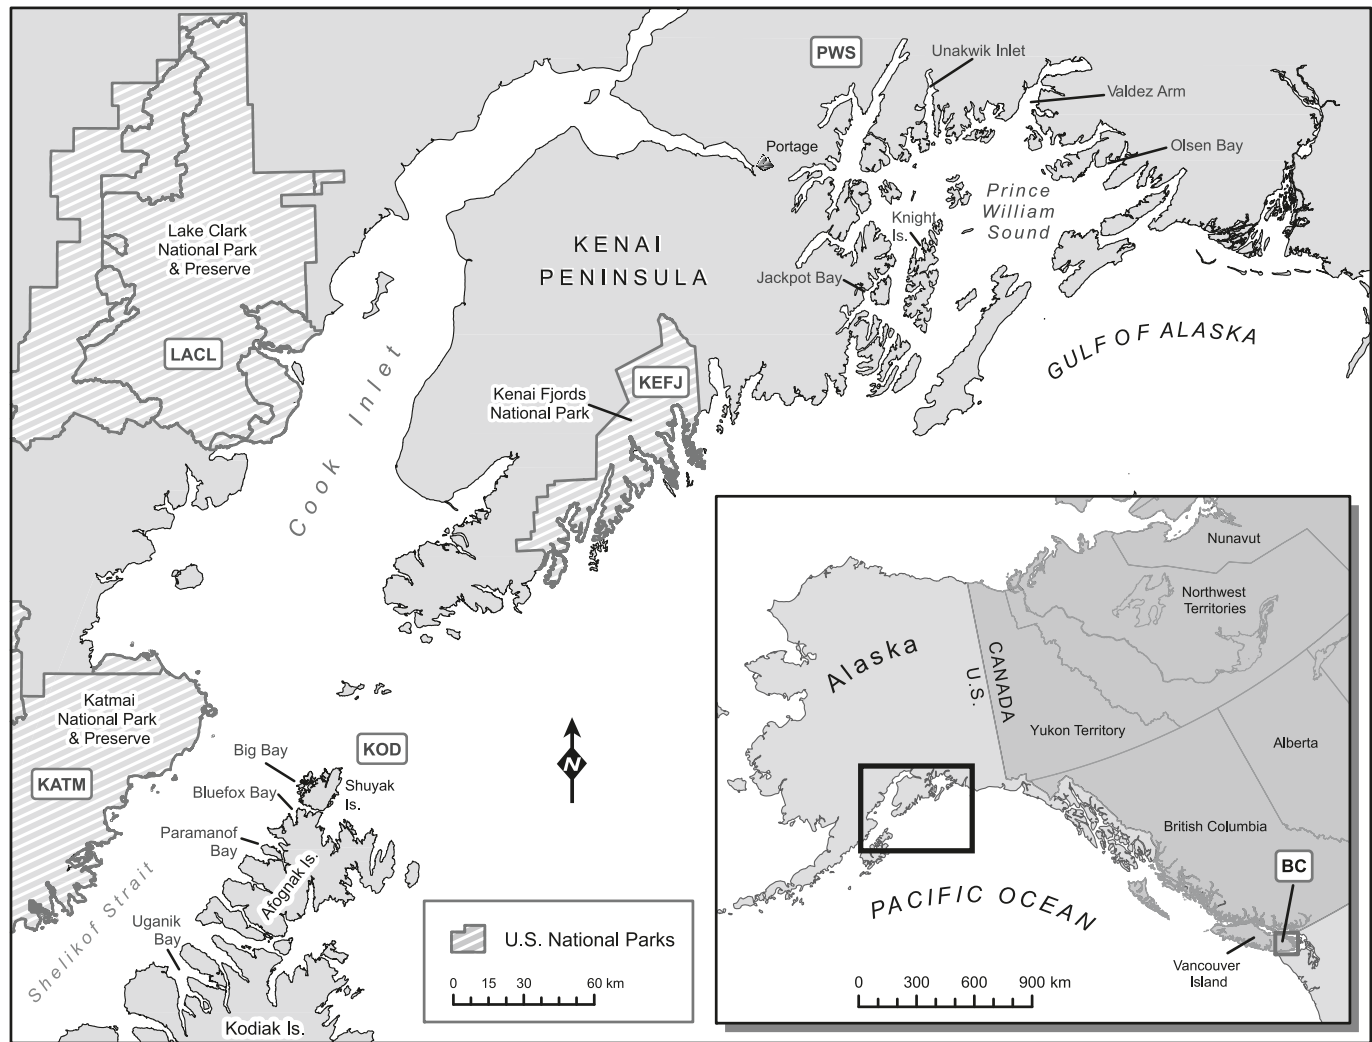 PWS
Unakwik Inlet
Valdez Arm
Portage
Olsen Bay
Prince
William
Sound
Knight
Is.
Lake Clark
National Park
& Preserve
KENAI
PENINSULA
Jackpot Bay
GULF OF ALASKA
LACL
KEFJ
Kenai Fjords
National Park
Cook Inlet
Katmai
National Park
& Preserve
KATM
KOD
Big Bay
Shuyak
Is.
Bluefox Bay
Paramanof
Bay
Afognak Is.
Uganik
Bay
Shelikof Strait
Kodiak Is.
N
U.S. National Parks
0 15 30 60 km
Nunavut
Northwest
Territories
Alaska
CANADA
U.S.
Yukon Territory
Alberta
British Columbia
BC
PACIFIC OCEAN
Vancouver
Island
0 300 600 900 km